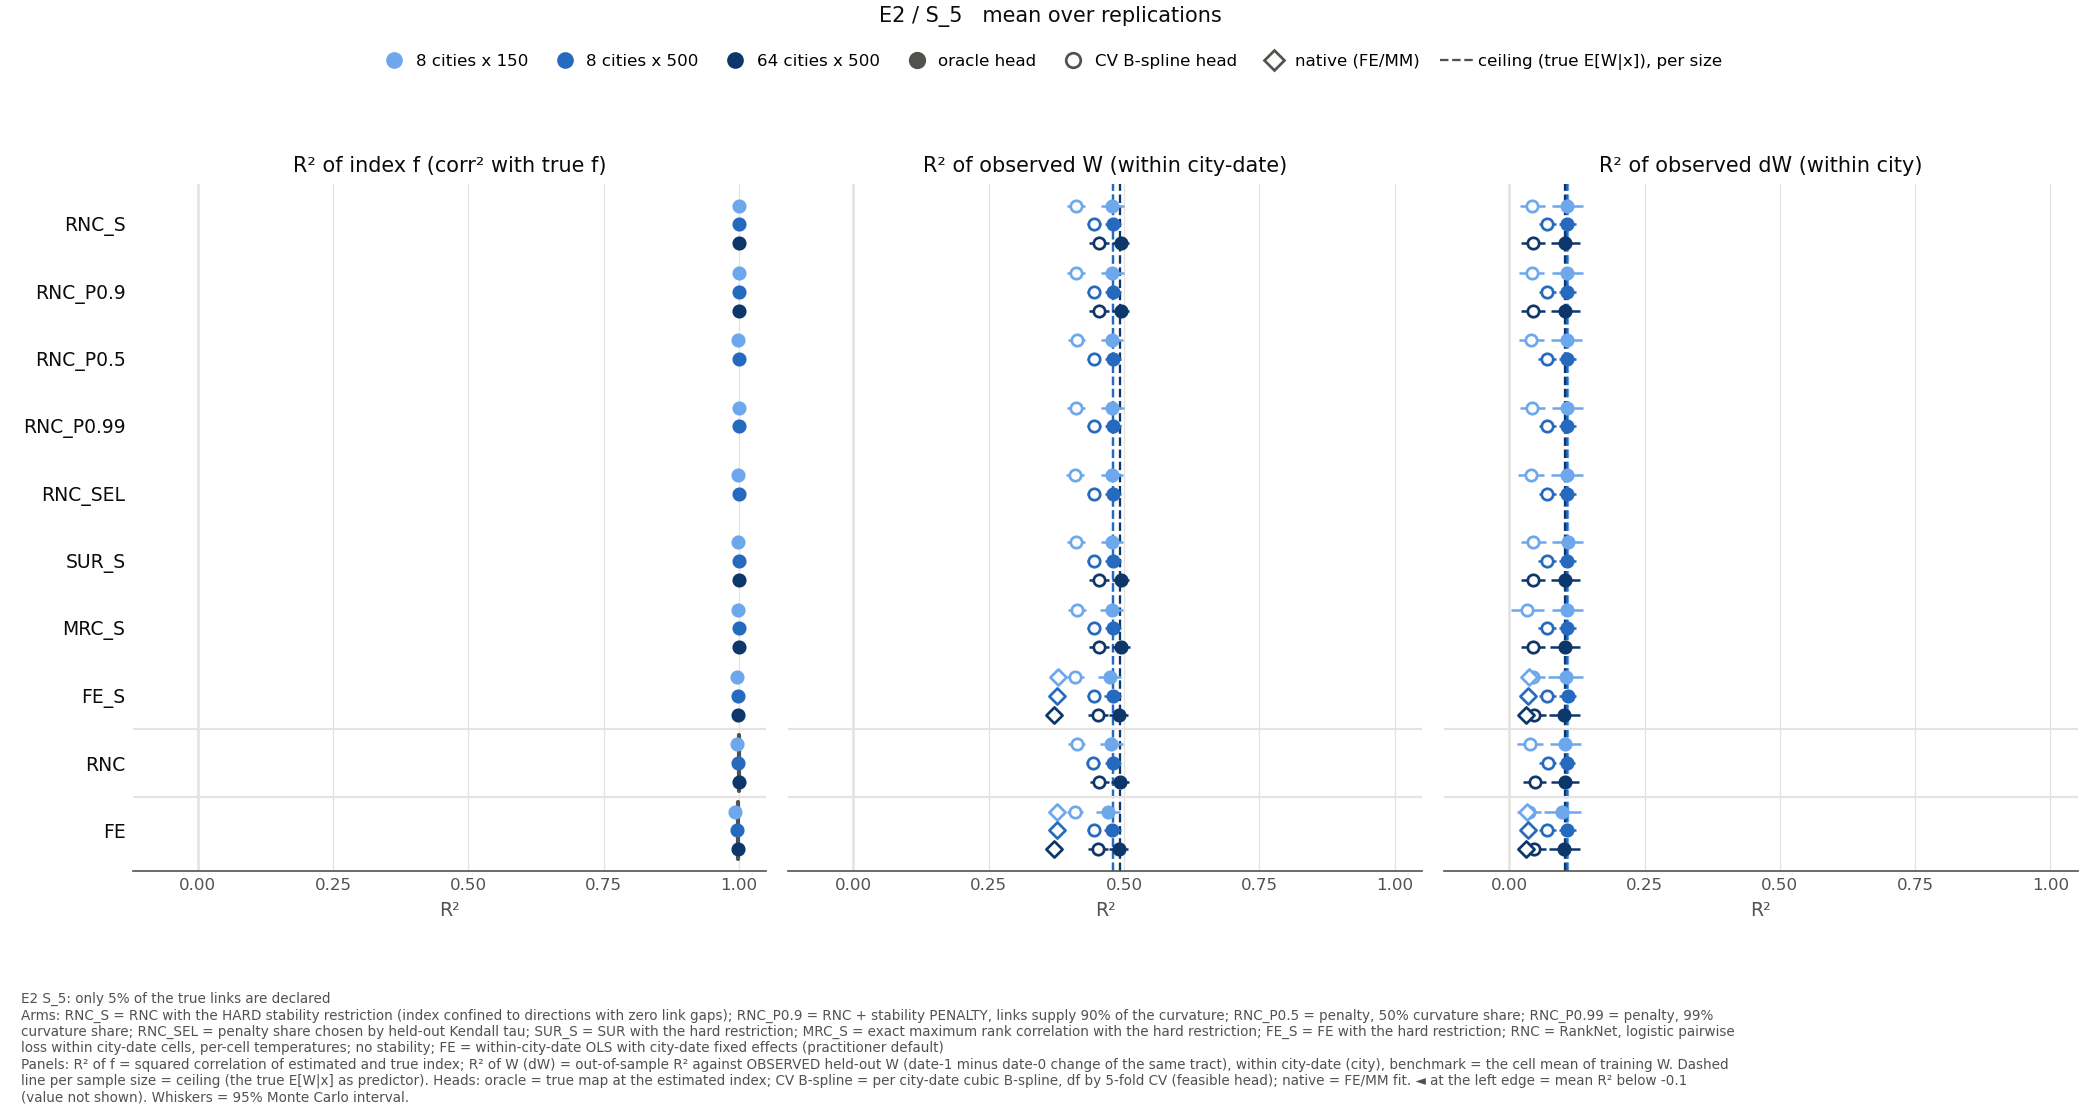 E2 / S_5   mean over replications
8 cities x 150   8 cities x 500   64 cities x 500   oracle head   CV B-spline head   native (FE/MM)   ceiling (true E[W|x]), per size
R² of index f (corr² with true f)   R² of observed W (within city-date)   R² of observed dW (within city)
RNC_S
RNC_P0.9
RNC_P0.5
RNC_P0.99
RNC_SEL
SUR_S
MRC_S
FE_S
RNC
FE
0.00   0.25   0.50   0.75   1.00   0.00   0.25   0.50   0.75   1.00   0.00   0.25   0.50   0.75   1.00
R²   R²   R²
E2 S_5: only 5% of the true links are declared
Arms: RNC_S = RNC with the HARD stability restriction (index confined to directions with zero link gaps); RNC_P0.9 = RNC + stability PENALTY, links supply 90% of the curvature; RNC_P0.5 = penalty, 50% curvature share; RNC_P0.99 = penalty, 99%
curvature share; RNC_SEL = penalty share chosen by held-out Kendall tau; SUR_S = SUR with the hard restriction; MRC_S = exact maximum rank correlation with the hard restriction; FE_S = FE with the hard restriction; RNC = RankNet, logistic pairwise
loss within city-date cells, per-cell temperatures; no stability; FE = within-city-date OLS with city-date fixed effects (practitioner default)
Panels: R² of f = squared correlation of estimated and true index; R² of W (dW) = out-of-sample R² against OBSERVED held-out W (date-1 minus date-0 change of the same tract), within city-date (city), benchmark = the cell mean of training W. Dashed
line per sample size = ceiling (the true E[W|x] as predictor). Heads: oracle = true map at the estimated index; CV B-spline = per city-date cubic B-spline, df by 5-fold CV (feasible head); native = FE/MM fit. ◄ at the left edge = mean R² below -0.1
(value not shown). Whiskers = 95% Monte Carlo interval.